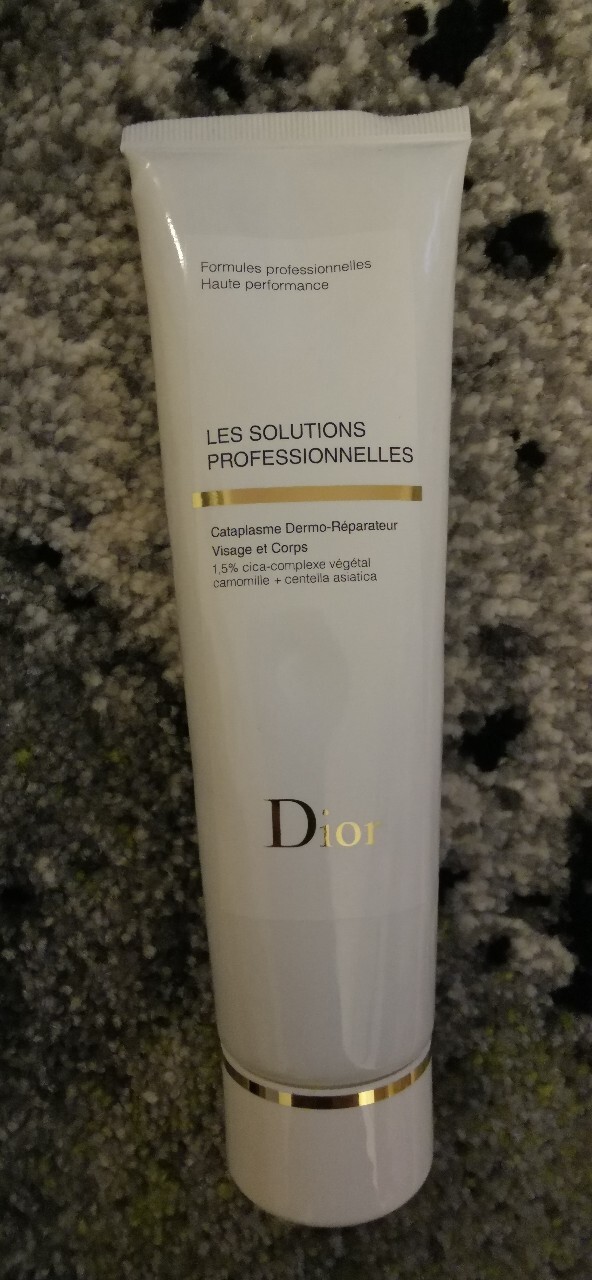 Formules professionnelles
Haute performance
LES SOLUTIONS
PROFESSIONNELLES
Cataplasme Dermo-Réparateur
Visage et Corps
1,5% cica-complexe végétal
camomille + centella asiatica
Dior